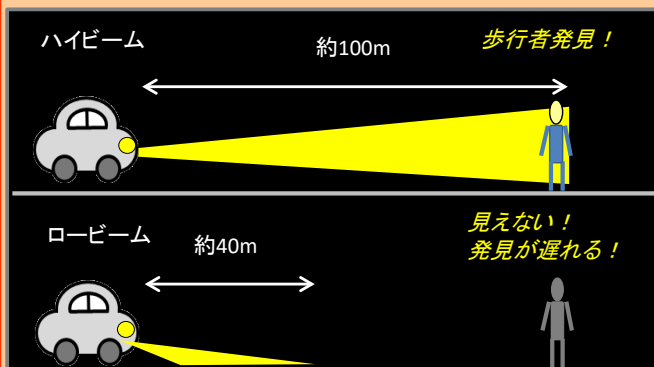 ハイビーム
約100m
歩行者発見！
ロービーム
約40m
見えない！
発見が遅れる！